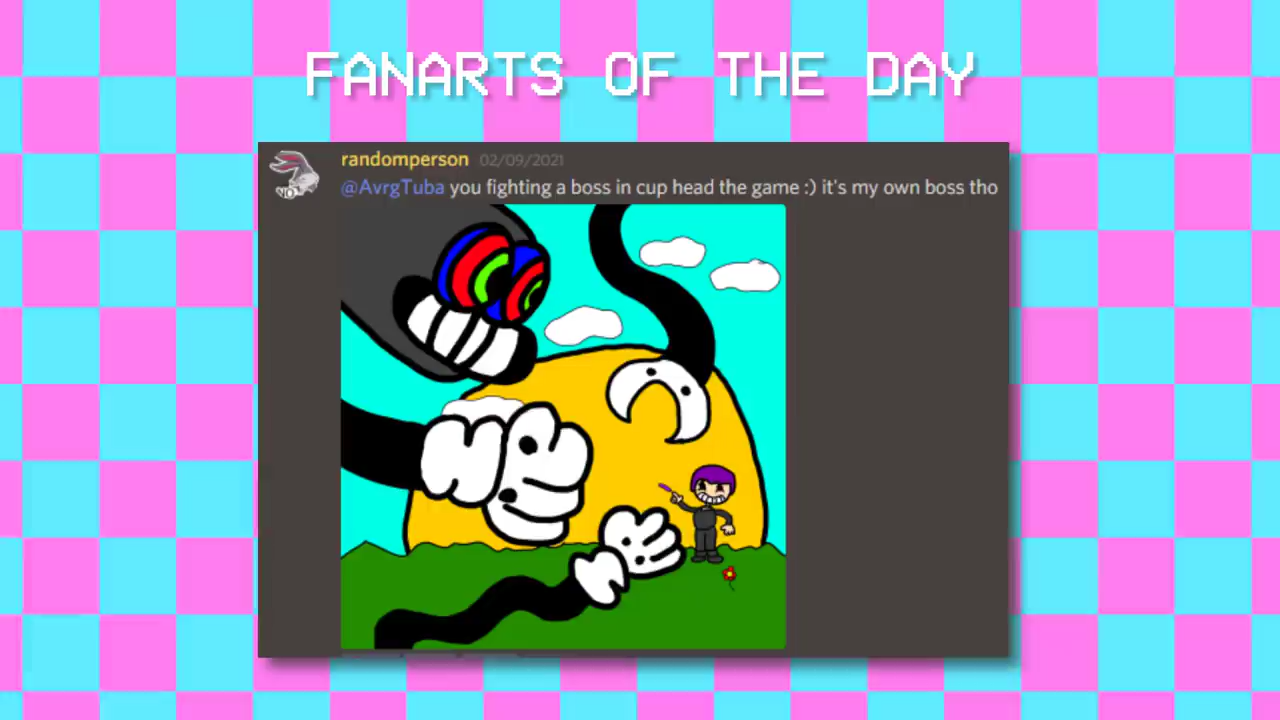 FANARTS OF THE DAY
randomperson 02/09/2021
@AvrgTuba you fighting a boss in cup head the game :) it's my own boss tho
NO